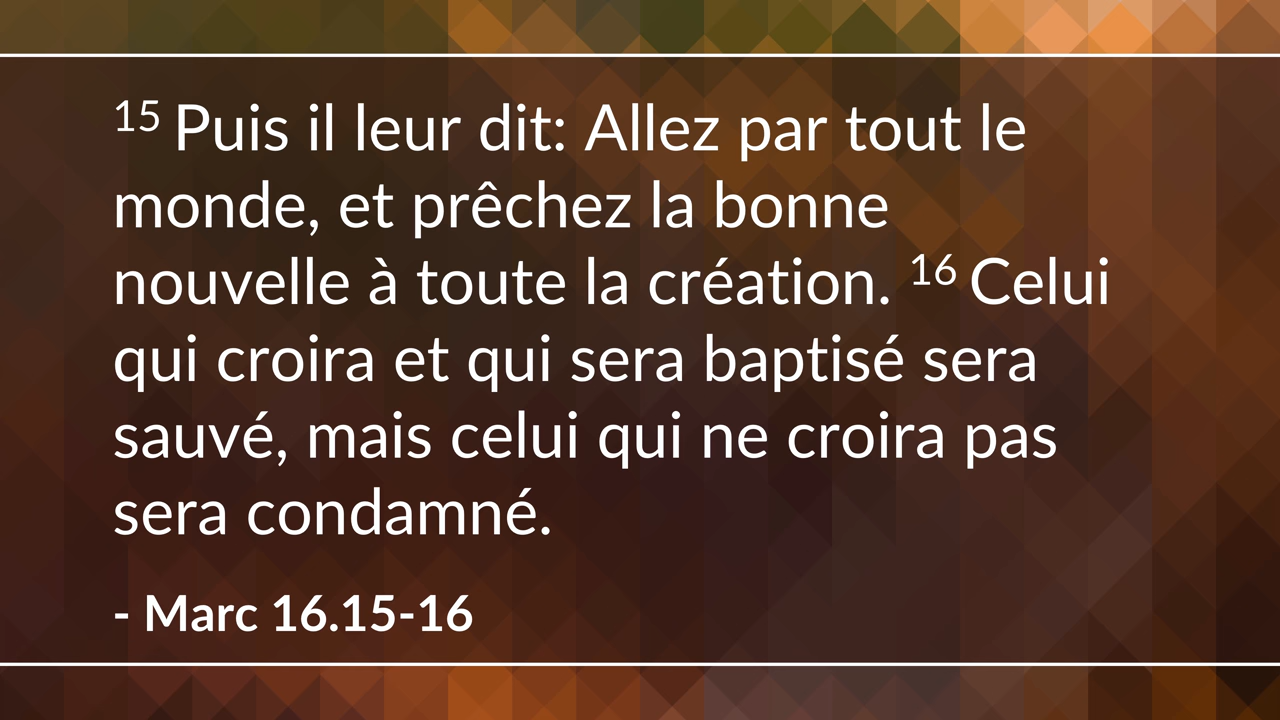 15 Puis il leur dit: Allez par tout le
monde, et prêchez la bonne
nouvelle à toute la création. 16 Celui
qui croira et qui sera baptisé sera
sauvé, mais celui qui ne croira pas
sera condamné.
- Marc 16.15-16